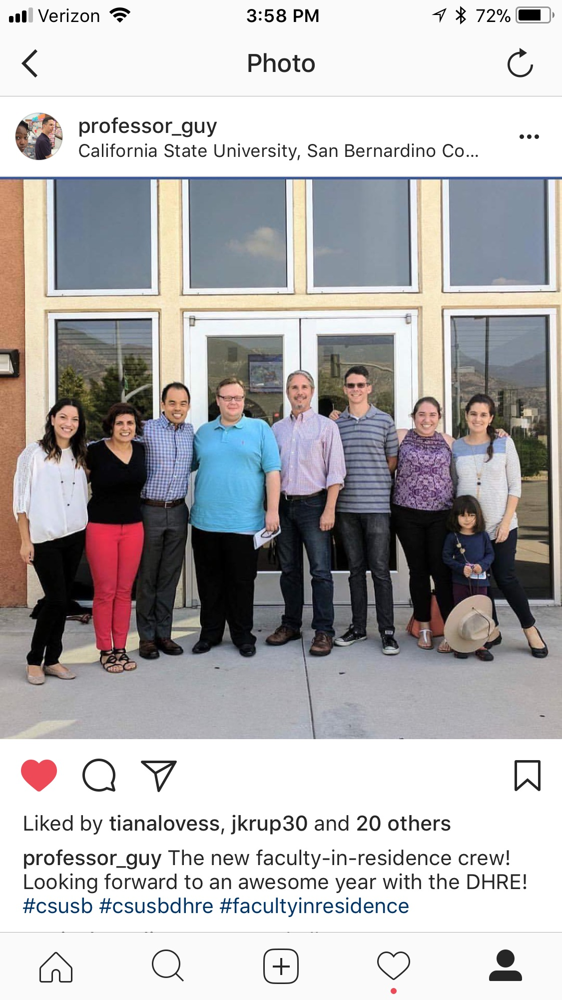 Verizon 3:58 PM 72%
Photo
professor_guy
California State University, San Bernardino Co...
Liked by tianalovess, jkrup30 and 20 others
professor_guy The new faculty-in-residence crew!
Looking forward to an awesome year with the DHRE!
#csusb #csusbdhre #facultyinresidence